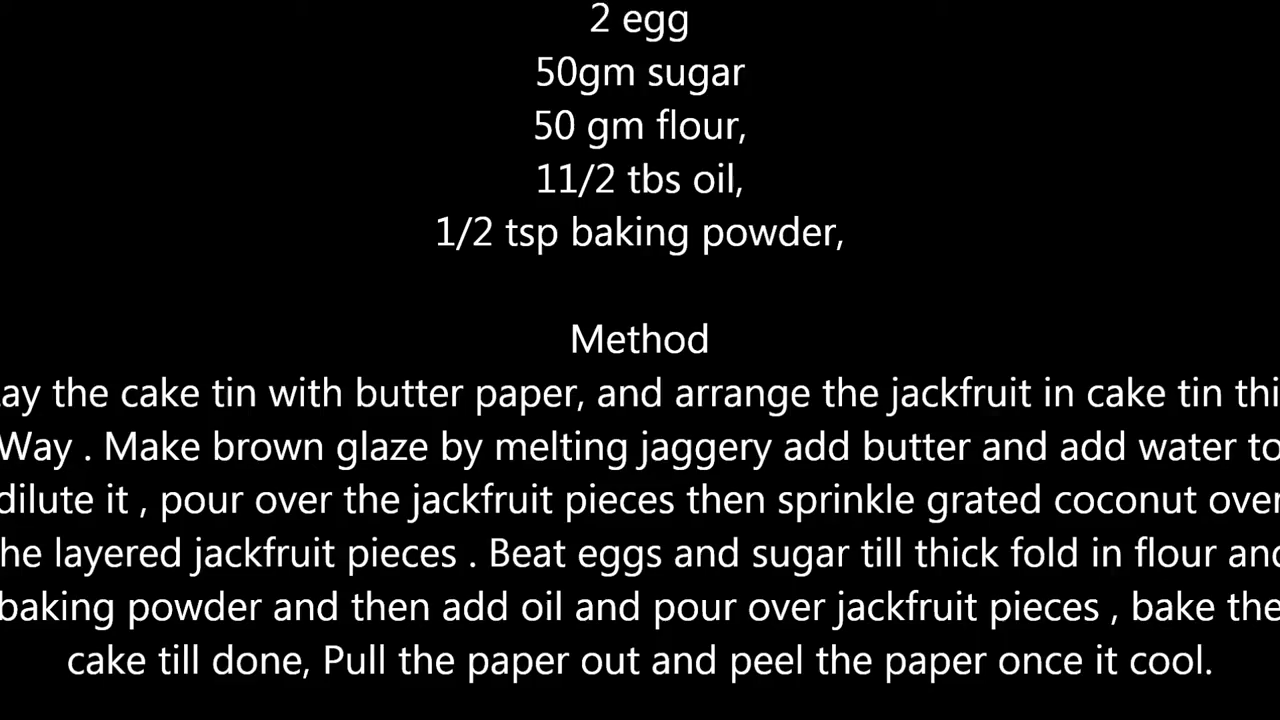 2 egg
50gm sugar
50 gm flour,
11/2 tbs oil,
1/2 tsp baking powder,
Method
ay the cake tin with butter paper, and arrange the jackfruit in cake tin thi
Way . Make brown glaze by melting jaggery add butter and add water to
dilute it , pour over the jackfruit pieces then sprinkle grated coconut over
he layered jackfruit pieces . Beat eggs and sugar till thick fold in flour and
baking powder and then add oil and pour over jackfruit pieces , bake the
cake till done, Pull the paper out and peel the paper once it cool.